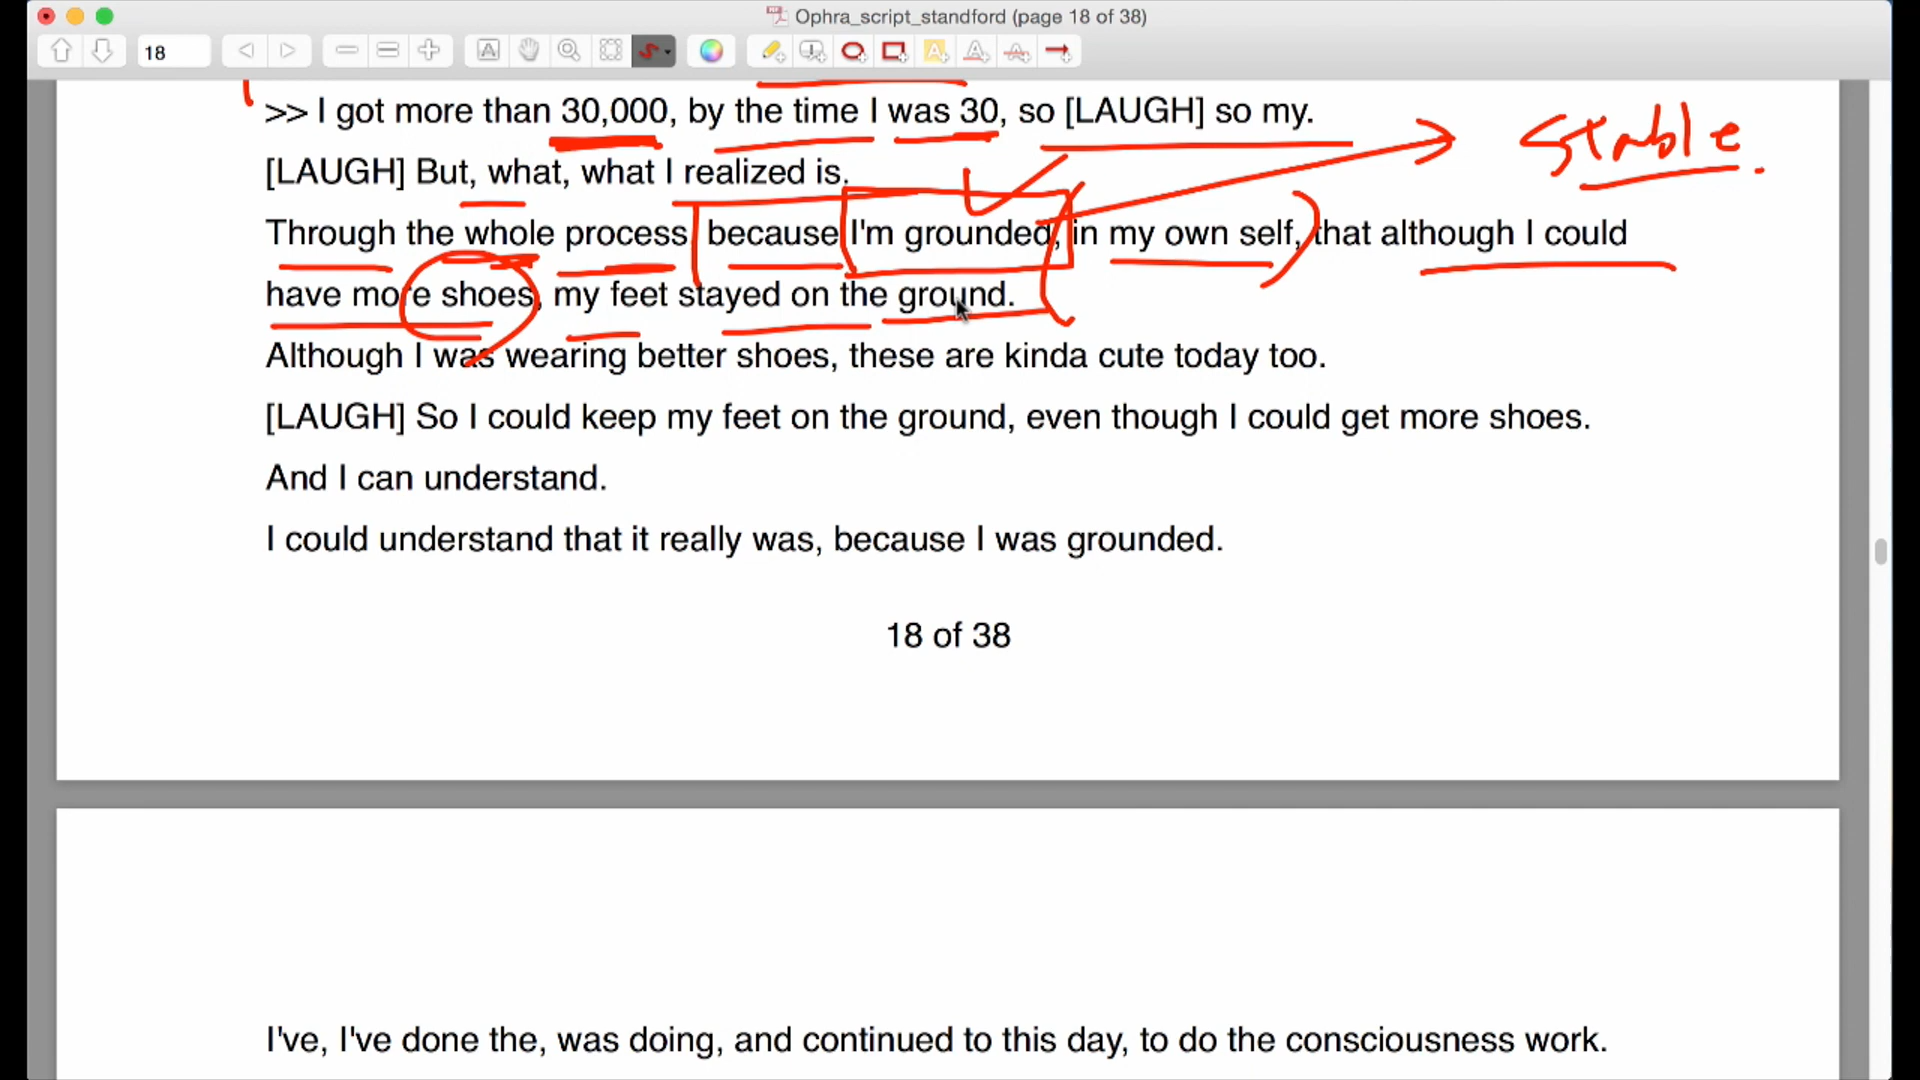 Ophra_script_standford (page 18 of 38)
18
>> I got more than 30,000, by the time I was 30, so [LAUGH] so my.
Stable.
[LAUGH] But, what, what I realized is.
Through the whole process because I'm grounded, in my own self, that although I could
have more shoes, my feet stayed on the ground.
Although I was wearing better shoes, these are kinda cute today too.
[LAUGH] So I could keep my feet on the ground, even though I could get more shoes.
And I can understand.
I could understand that it really was, because I was grounded.
18 of 38
I've, I've done the, was doing, and continued to this day, to do the consciousness work.